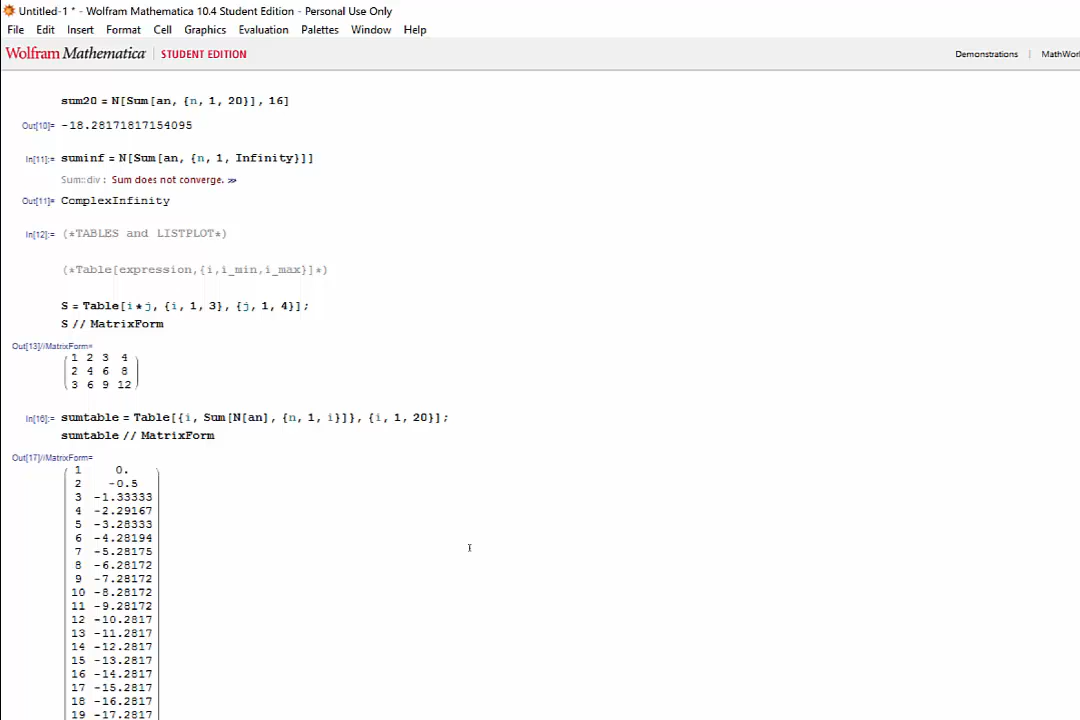 Untitled-1 * - Wolfram Mathematica 10.4 Student Edition - Personal Use Only
File Edit Insert Format Cell Graphics Evaluation Palettes Window Help
Wolfram Mathematica | STUDENT EDITION Demonstrations | MathWor
sum20 = N[Sum[an, {n, 1, 20}], 16]
Out[10]= -18.28171817154095
In[11]:= suminf = N[Sum[an, {n, 1, Infinity}]]
Sum::div : Sum does not converge. ≫
Out[11]= ComplexInfinity
In[12]:= (*TABLES and LISTPLOT*)
(*Table[expression,{i,i_min,i_max}]*)
S = Table[i*j, {i, 1, 3}, {j, 1, 4}];
S // MatrixForm
Out[13]//MatrixForm=
1 2 3 4
2 4 6 8
3 6 9 12
In[16]:= sumtable = Table[{i, Sum[N[an], {n, 1, i}]}, {i, 1, 20}];
sumtable // MatrixForm
Out[17]//MatrixForm=
1 0.
2 -0.5
3 -1.33333
4 -2.29167
5 -3.28333
6 -4.28194
7 -5.28175
8 -6.28172
9 -7.28172
10 -8.28172
11 -9.28172
12 -10.2817
13 -11.2817
14 -12.2817
15 -13.2817
16 -14.2817
17 -15.2817
18 -16.2817
19 -17.2817